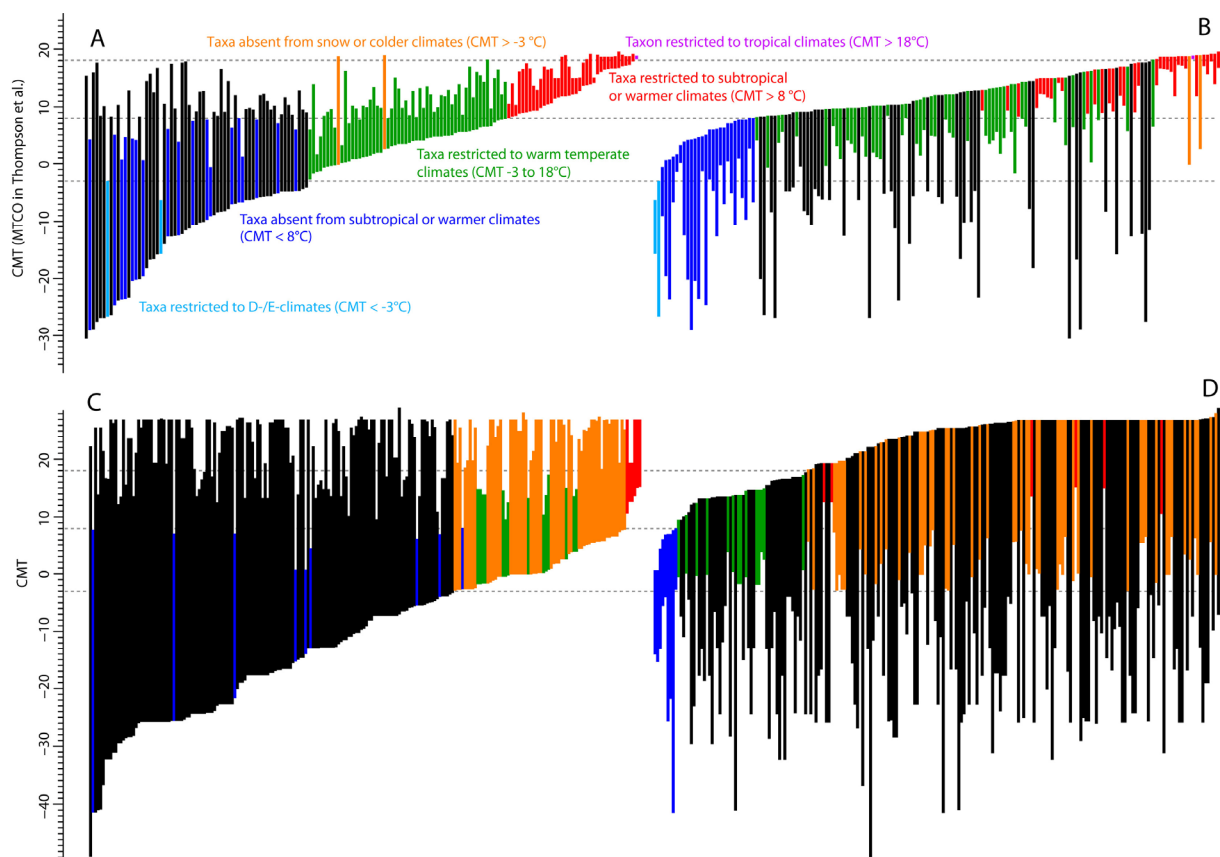 A
B
Taxa absent from snow or colder climates (CMT > -3 °C)
Taxon restricted to tropical climates (CMT > 18°C)
Taxa restricted to subtropical
or warmer climates (CMT > 8 °C)
Taxa restricted to warm temperate
climates (CMT -3 to 18°C)
Taxa absent from subtropical or warmer climates
(CMT < 8°C)
Taxa restricted to D-/E-climates (CMT < -3°C)
CMT (MTCO in Thompson et al.)
20
10
0
−10
−20
−30
C
D
CMT
20
10
0
−10
−20
−30
−40